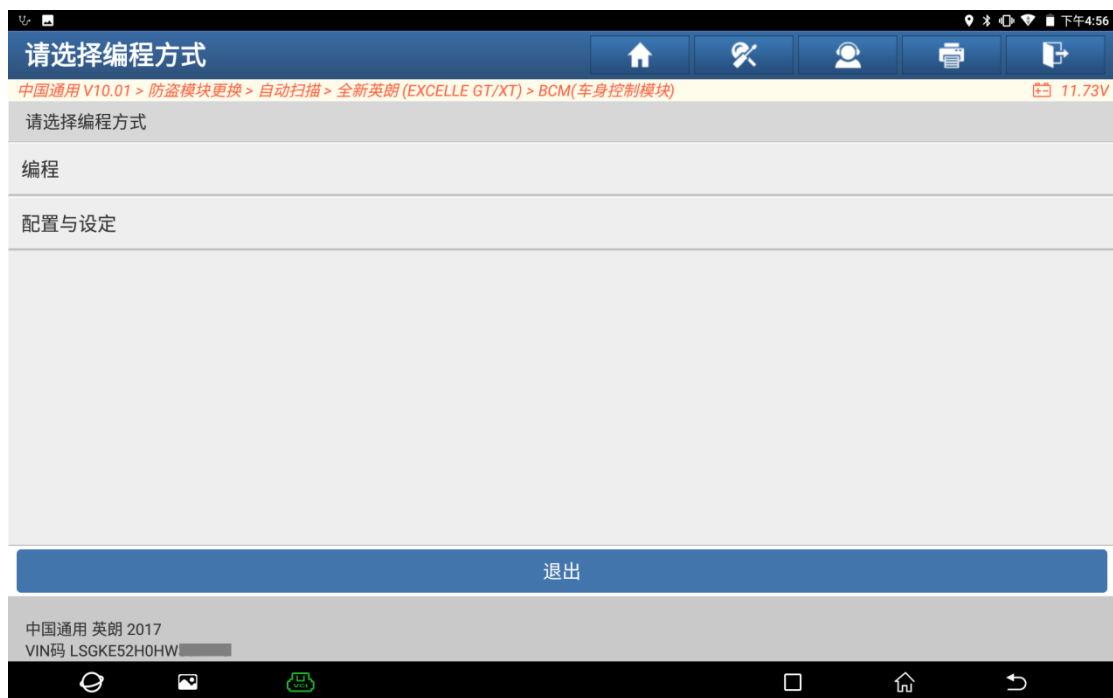 下午4:56
请选择编程方式
中国通用 V10.01 > 防盗模块更换 > 自动扫描 > 全新英朗 (EXCELLE GT/XT) > BCM(车身控制模块)
11.73V
请选择编程方式
编程
配置与设定
退出
中国通用 英朗 2017
VIN码 LSGKE52H0HW
VCI